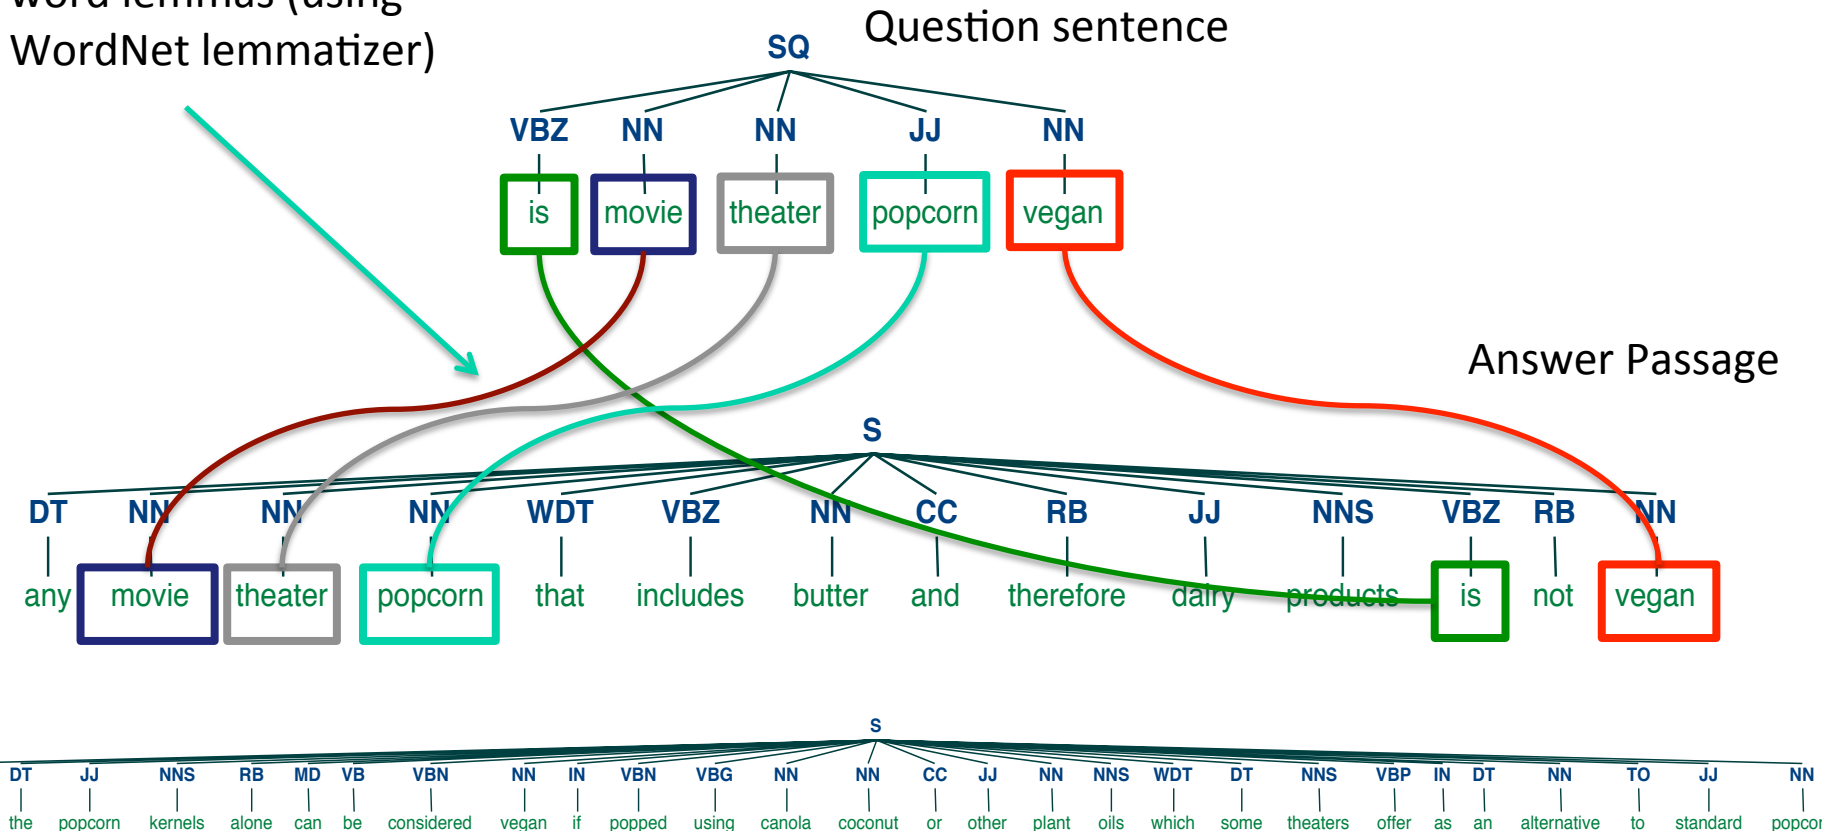 word lemmas (using
WordNet lemmatizer)
Question sentence
SQ
VBZ NN NN JJ NN
is movie theater popcorn vegan
Answer Passage
S
DT NN NN NN WDT VBZ NN CC RB JJ NNS VBZ RB NN
any movie theater popcorn that includes butter and therefore dairy products is not vegan
S
DT JJ NNS RB MD VB VBN NN IN VBN VBG NN NN CC JJ NN NNS WDT DT NNS VBP IN DT NN TO JJ NN
the popcorn kernels alone can be considered vegan if popped using canola coconut or other plant oils which some theaters offer as an alternative to standard popcor